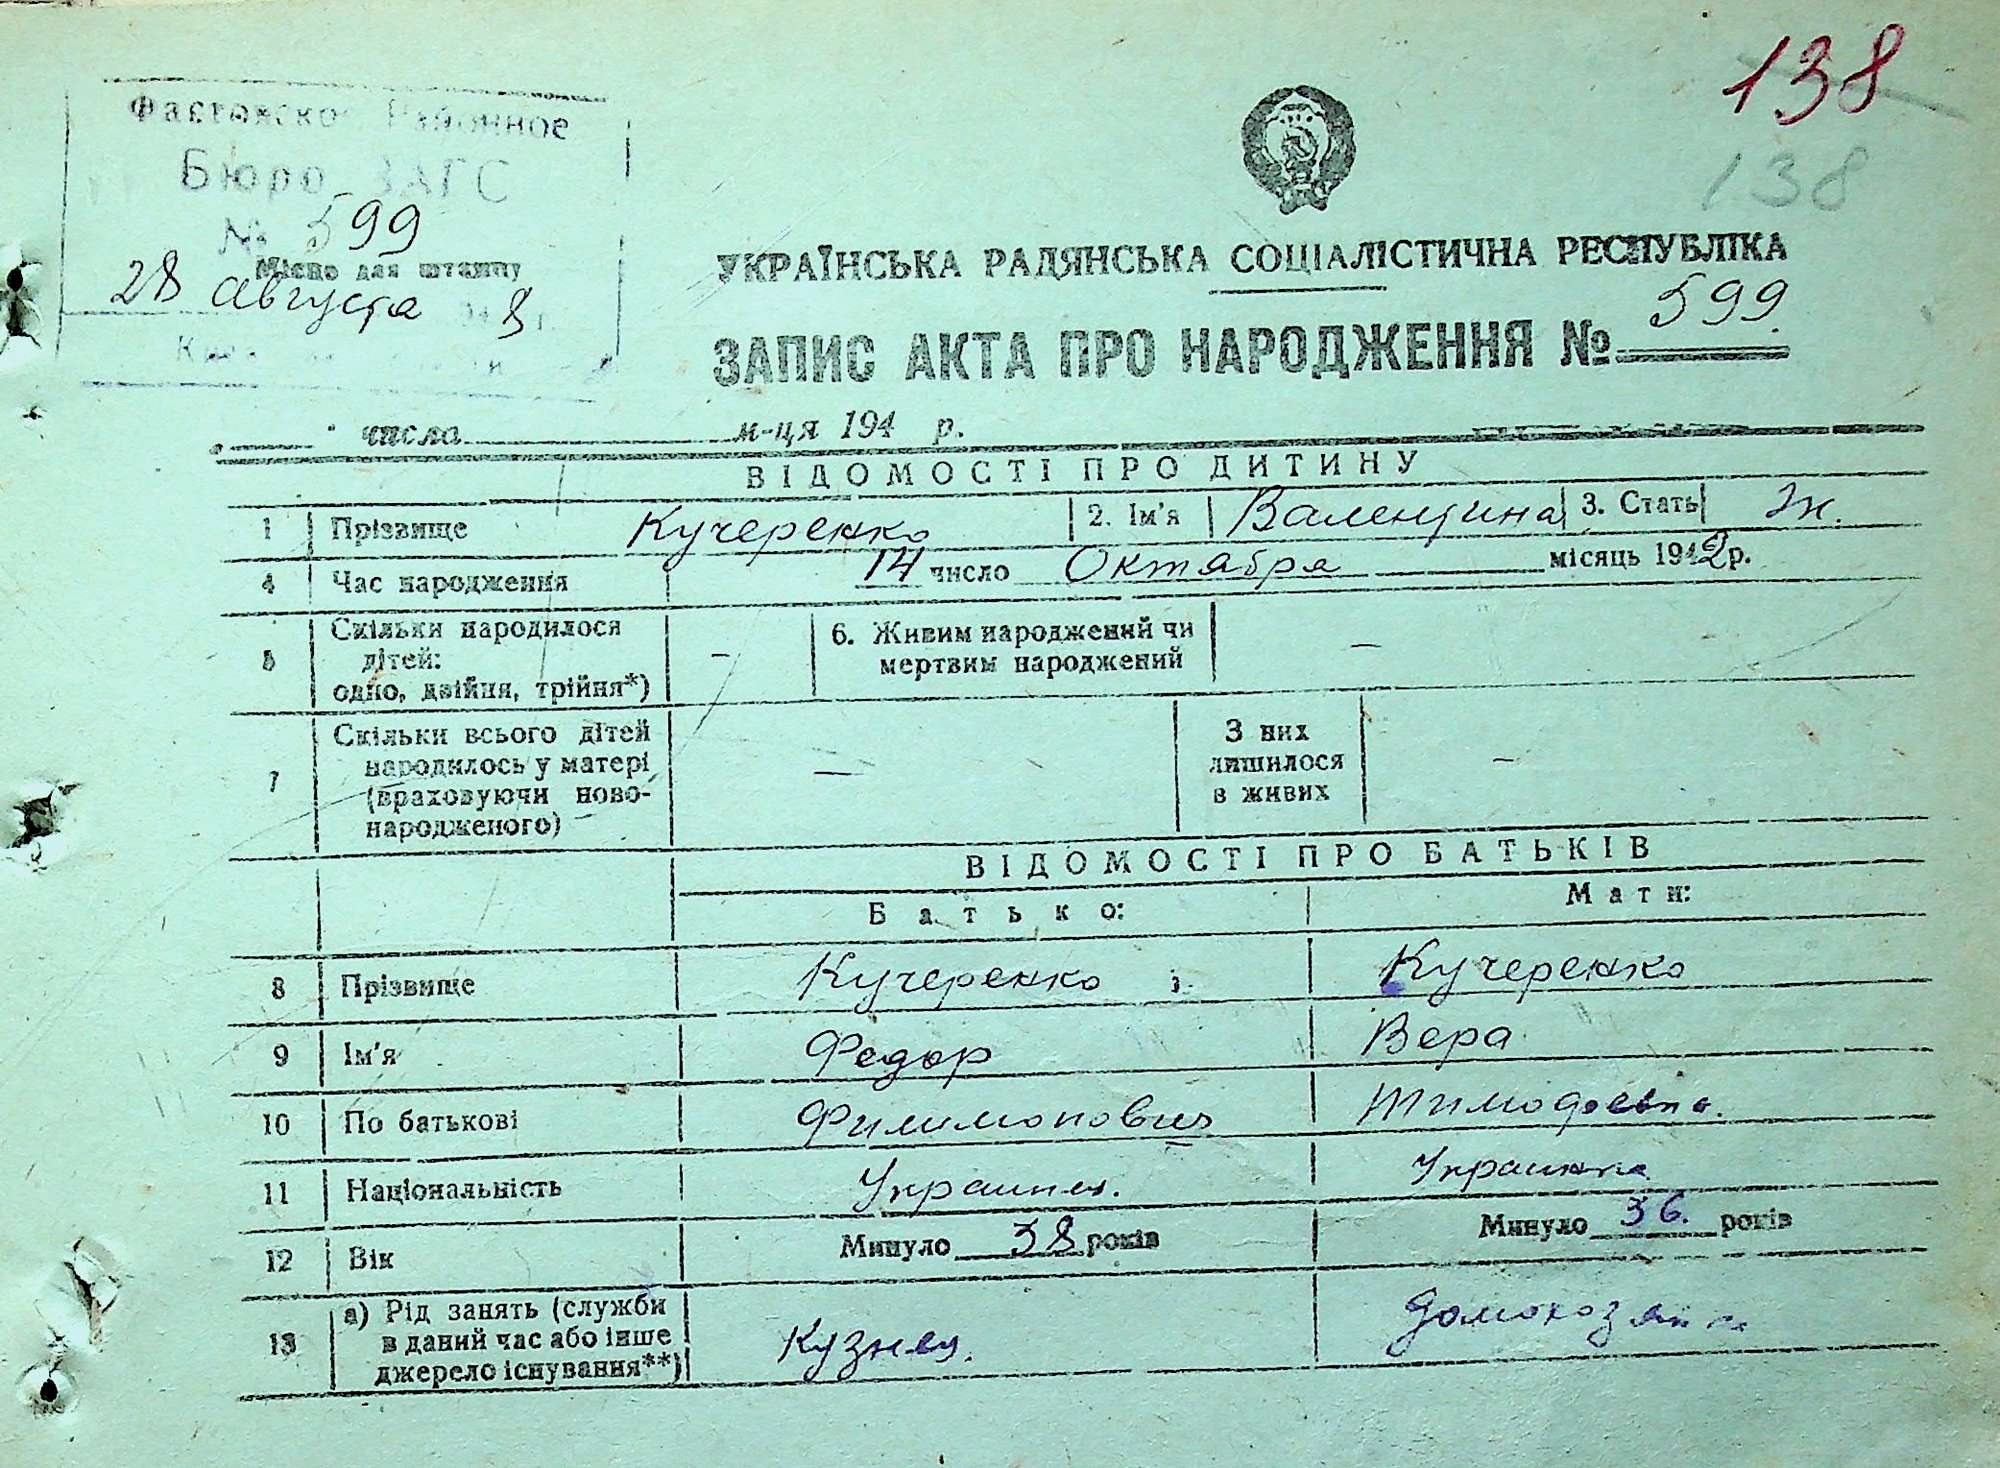 138
138
Фастовское Районное
Бюро ЗАГС
№ 599
Місце для штампу
28 августа 8 г.
УКРАЇНСЬКА РАДЯНСЬКА СОЦІАЛІСТИЧНА РЕСПУБЛІКА
ЗАПИС АКТА ПРО НАРОДЖЕННЯ № 599
числа м-ця 194 р.
ВІДОМОСТІ ПРО ДИТИНУ
1 Прізвище Кучеренко 2. Ім'я Валентина 3. Стать ж.
4 Час народження 14 число Октября місяць 1942 р.
5 Скільки народилося
дітей:
одно, двійня, трійня*) – 6. Живим народжений чи
мертвим народжений –
7 Скільки всього дітей
народилось у матері
(враховуючи ново-
народженого) – З них
лишилося
в живих –
ВІДОМОСТІ ПРО БАТЬКІВ
Батько: Мати:
8 Прізвище Кучеренко Кучеренко
9 Ім'я Федор Вера
10 По батькові Филимонович Тимофеевна.
11 Національність Украинец. Украинка
12 Вік Минуло 38 років Минуло 36. років
13 а) Рід занять (служби
в даний час або інше
джерело існування**) Кузнец. домохозяйка